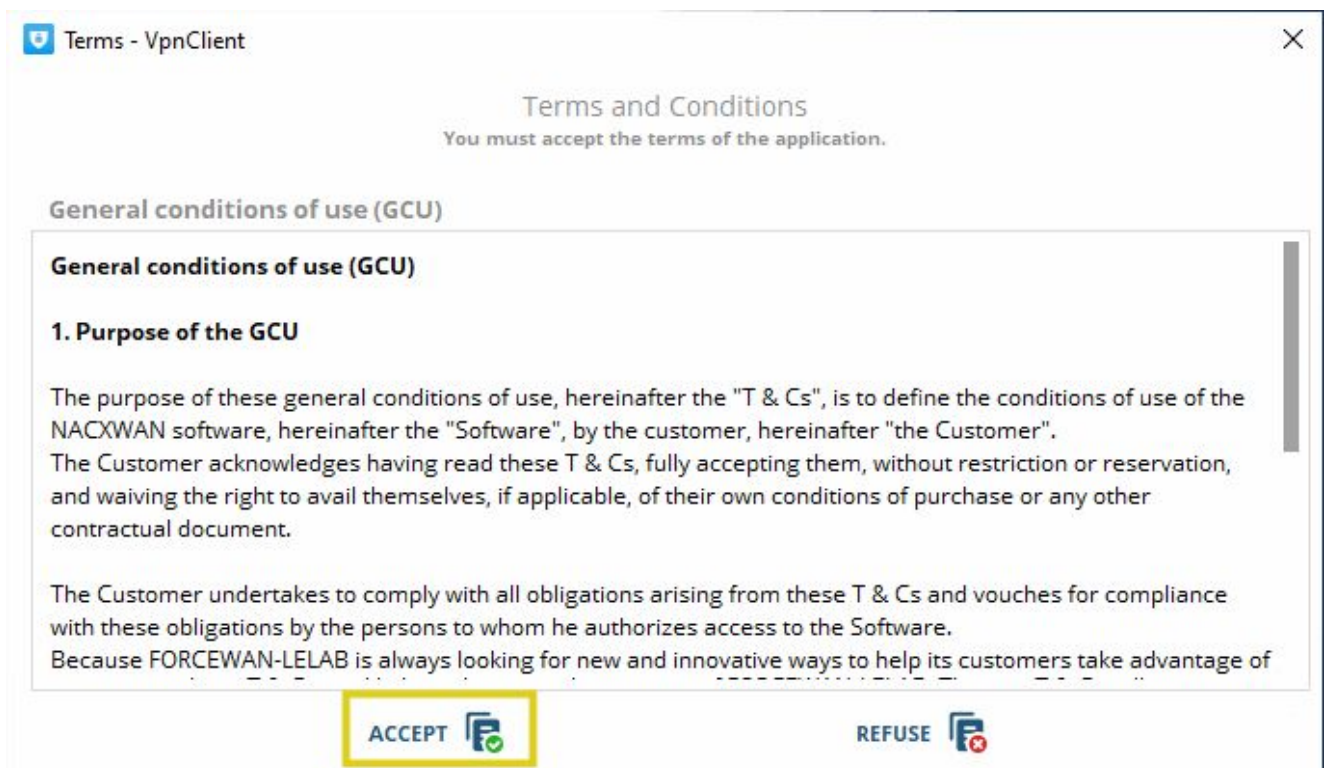 Terms - VpnClient
Terms and Conditions
You must accept the terms of the application.
General conditions of use (GCU)
General conditions of use (GCU)
1. Purpose of the GCU
The purpose of these general conditions of use, hereinafter the "T & Cs", is to define the conditions of use of the
NACXWAN software, hereinafter the "Software", by the customer, hereinafter "the Customer".
The Customer acknowledges having read these T & Cs, fully accepting them, without restriction or reservation,
and waiving the right to avail themselves, if applicable, of their own conditions of purchase or any other
contractual document.
The Customer undertakes to comply with all obligations arising from these T & Cs and vouches for compliance
with these obligations by the persons to whom he authorizes access to the Software.
Because FORCEWAN-LELAB is always looking for new and innovative ways to help its customers take advantage of
ACCEPT
REFUSE